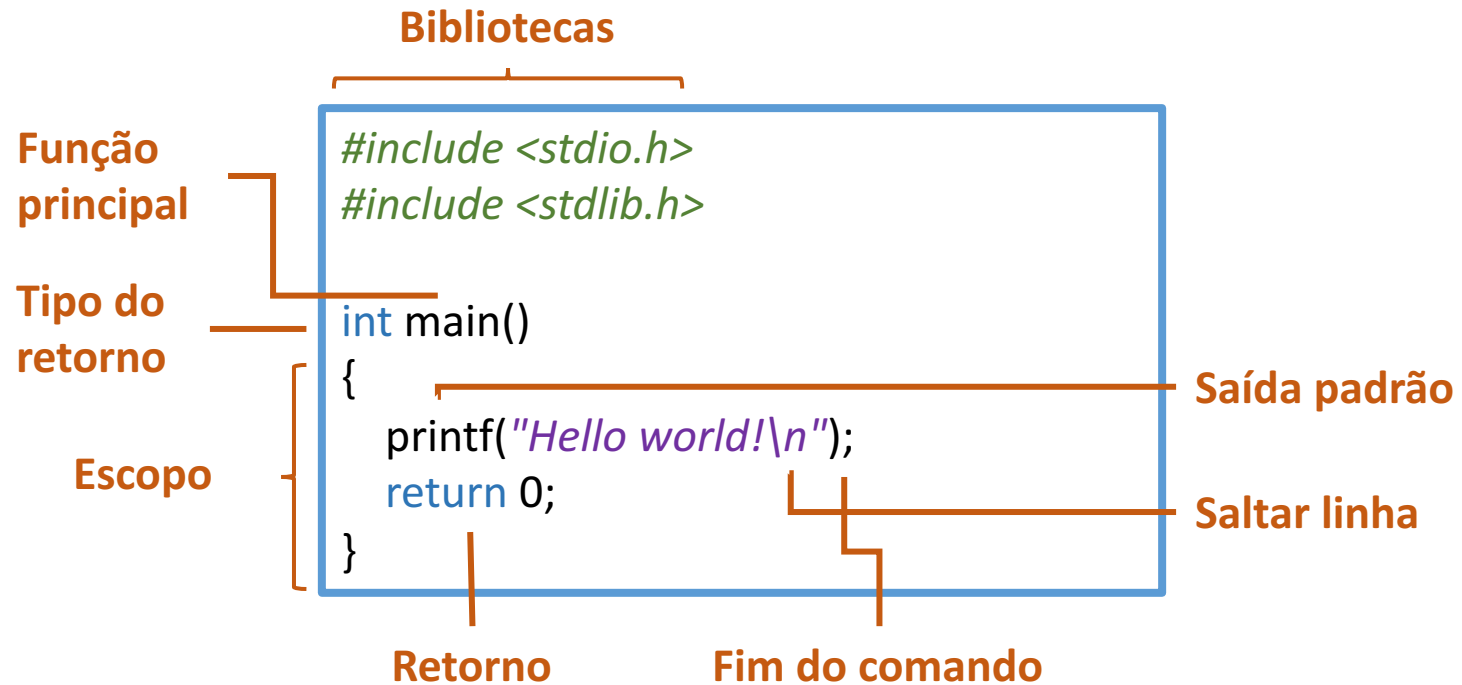 Bibliotecas
Função
principal
Tipo do
retorno
Escopo
#include <stdio.h>
#include <stdlib.h>
int main()
{
printf("Hello world!\n");
return 0;
}
Saída padrão
Saltar linha
Retorno
Fim do comando